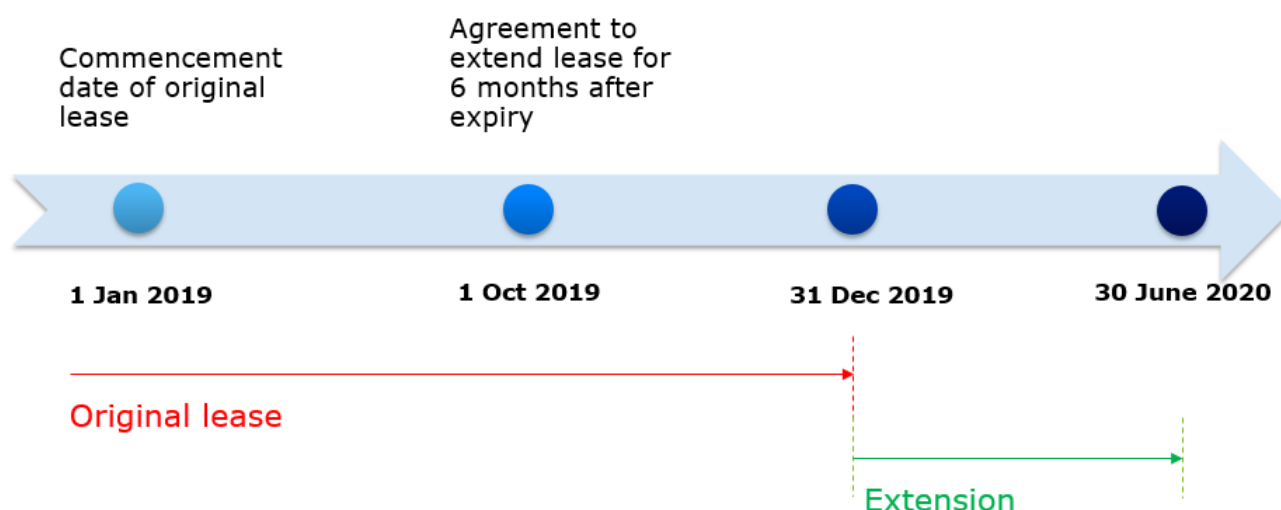 Commencement
date of original
lease
Agreement to
extend lease for
6 months after
expiry
1 Jan 2019
1 Oct 2019
31 Dec 2019
30 June 2020
Original lease
Extension